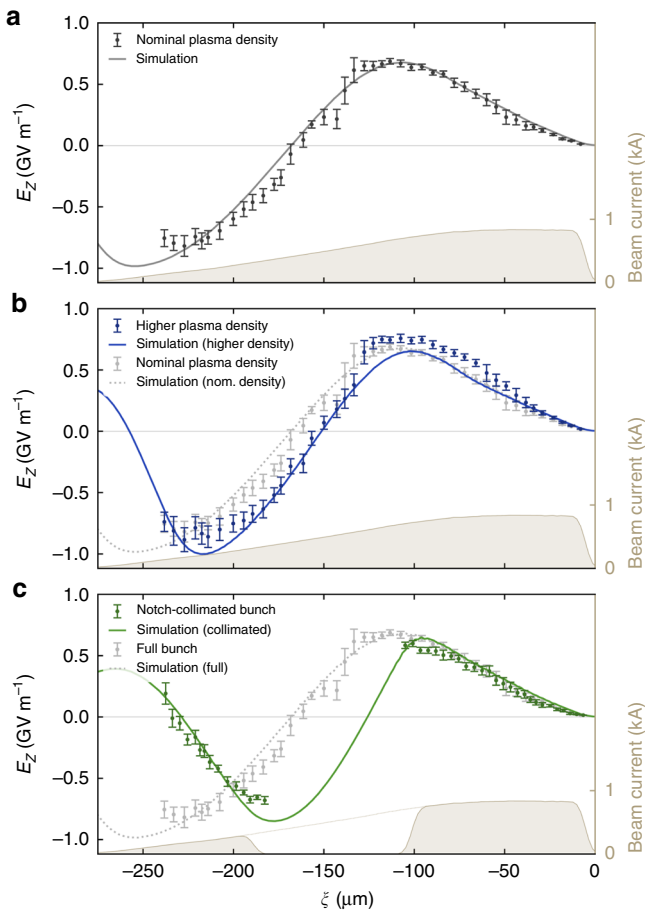 a
Nominal plasma density
Simulation
1.0
0.5
0.0
−0.5
−1.0
E_Z (GV m⁻¹)
1
0
Beam current (kA)
b
Higher plasma density
Simulation (higher density)
Nominal plasma density
Simulation (nom. density)
1.0
0.5
0.0
−0.5
−1.0
E_Z (GV m⁻¹)
1
0
Beam current (kA)
c
Notch-collimated bunch
Simulation (collimated)
Full bunch
Simulation (full)
1.0
0.5
0.0
−0.5
−1.0
E_Z (GV m⁻¹)
1
0
Beam current (kA)
−250 −200 −150 −100 −50 0
ξ (μm)